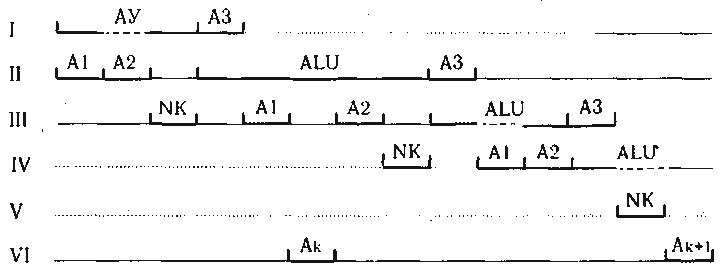 I АУ А3
II А1 А2 ALU А3
III NK А1 А2 ALU А3
IV NK А1 А2 ALU
V NK
VI Ak Ak+1